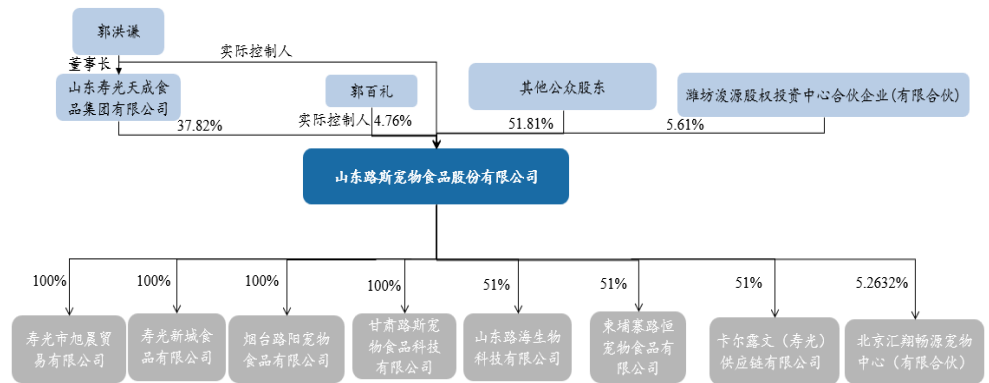 郭洪谦
实际控制人
董事长
山东寿光天成食
品集团有限公司
郭百礼
其他公众股东
潍坊浚源股权投资中心合伙企业(有限合伙)
37.82%
实际控制人
4.76%
51.81%
5.61%
山东路斯宠物食品股份有限公司
100%
100%
100%
100%
51%
51%
51%
5.2632%
寿光市旭晨贸
易有限公司
寿光新城食
品有限公司
烟台路阳宠物
食品有限公司
甘肃路斯宠
物食品科技
有限公司
山东路海生物
科技有限公司
柬埔寨路恒
宠物食品有
限公司
卡尔露文（寿光）
供应链有限公司
北京汇翔畅源宠物
中心（有限合伙）